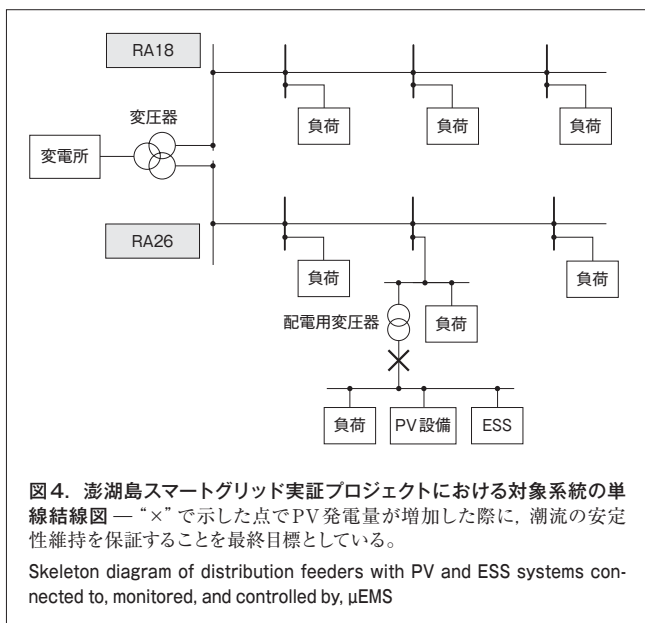 RA18
変圧器
変電所
負荷
負荷
負荷
RA26
負荷
負荷
配電用変圧器
負荷
負荷
PV設備
ESS
図4．澎湖島スマートグリッド実証プロジェクトにおける対象系統の単
線結線図 — “×” で示した点でPV発電量が増加した際に，潮流の安定
性維持を保証することを最終目標としている。
Skeleton diagram of distribution feeders with PV and ESS systems con-
nected to, monitored, and controlled by, μEMS